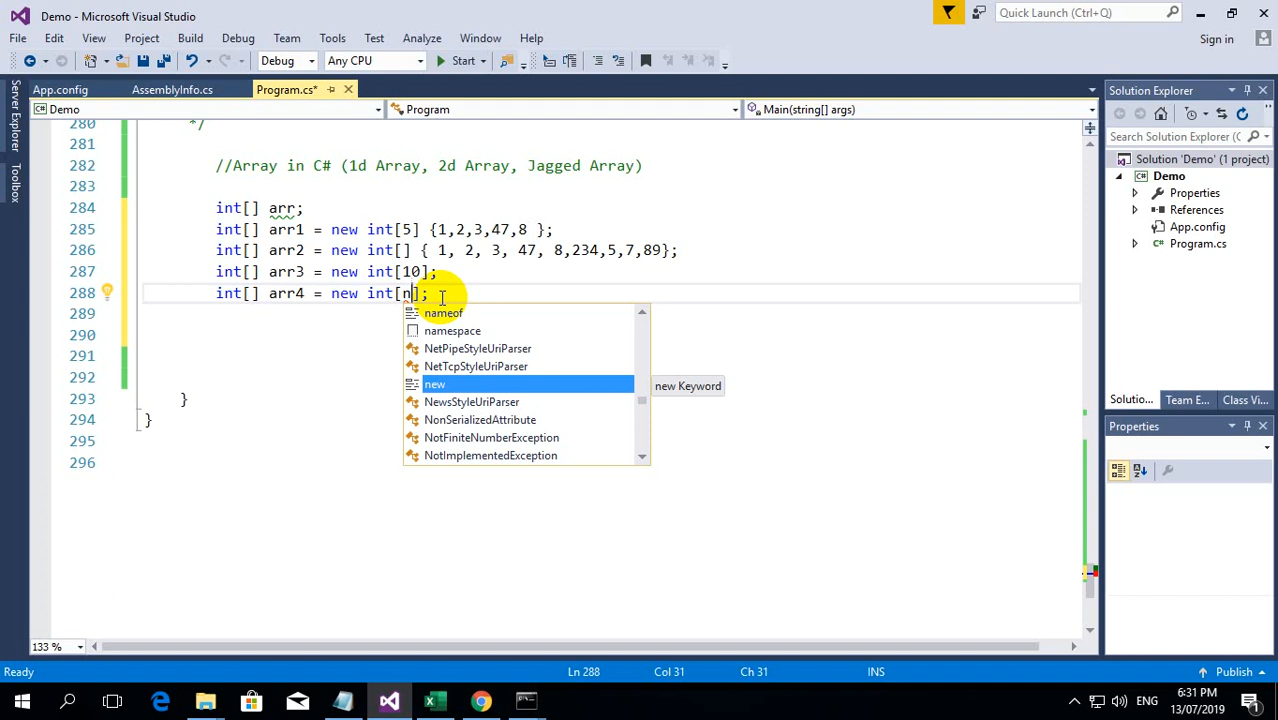 Demo - Microsoft Visual Studio
Quick Launch (Ctrl+Q)
File Edit View Project Build Debug Team Tools Test Analyze Window Help
Sign in
Debug Any CPU Start
App.config AssemblyInfo.cs Program.cs*
Demo Program Main(string[] args)
Server Explorer
Toolbox
280 */
281
282 //Array in C# (1d Array, 2d Array, Jagged Array)
283
284 int[] arr;
285 int[] arr1 = new int[5] {1,2,3,47,8 };
286 int[] arr2 = new int[] { 1, 2, 3, 47, 8,234,5,7,89};
287 int[] arr3 = new int[10];
288 int[] arr4 = new int[n];
289
290
291
292
293 }
294 }
295
296
nameof
namespace
NetPipeStyleUriParser
NetTcpStyleUriParser
new
new Keyword
NewsStyleUriParser
NonSerializedAttribute
NotFiniteNumberException
NotImplementedException
133 %
Solution Explorer
Search Solution Explorer (Ctrl+
Solution 'Demo' (1 project)
Demo
Properties
References
App.config
Program.cs
Solutio... Team E... Class Vi...
Properties
Ready Ln 288 Col 31 Ch 31 INS Publish
ENG
6:31 PM
13/07/2019
1